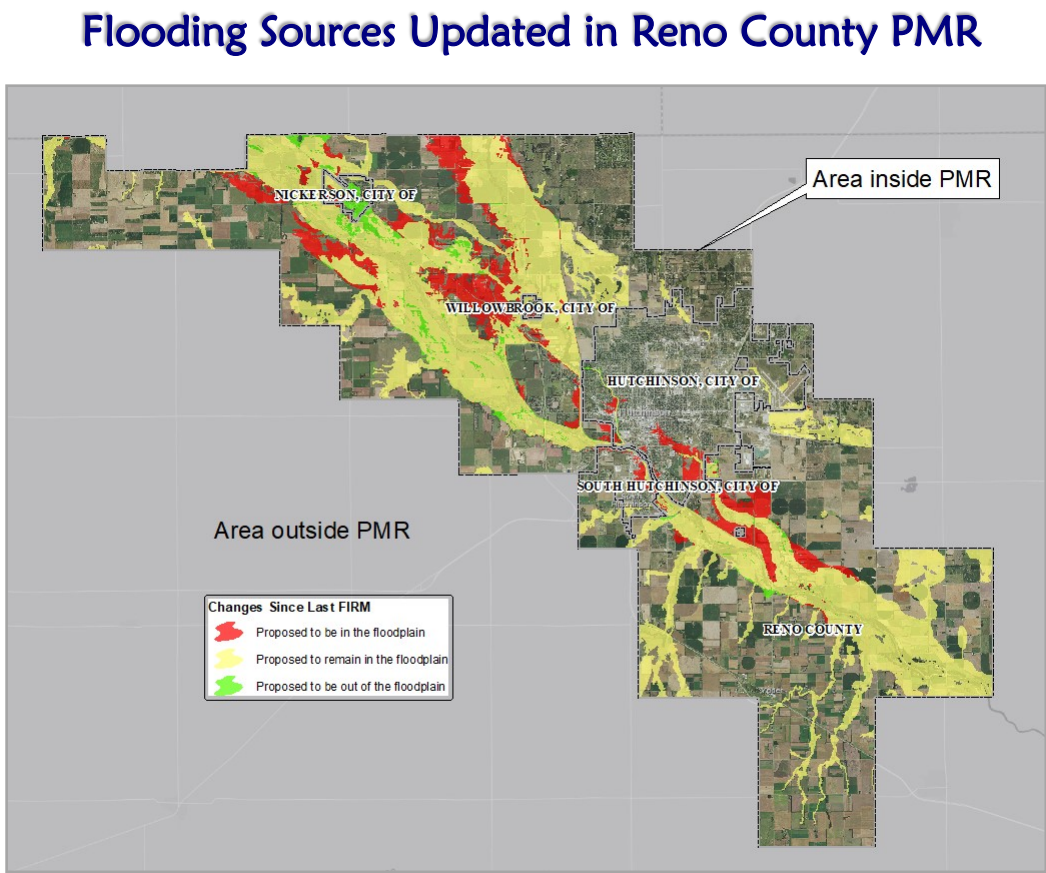 Flooding Sources Updated in Reno County PMR
Area inside PMR
NICKERSON, CITY OF
WILLOWBROOK, CITY OF
HUTCHINSON, CITY OF
Hutchinson
SOUTH HUTCHINSON, CITY OF
Area outside PMR
Changes Since Last FIRM
Proposed to be in the floodplain
Proposed to remain in the floodplain
Proposed to be out of the floodplain
RENO COUNTY